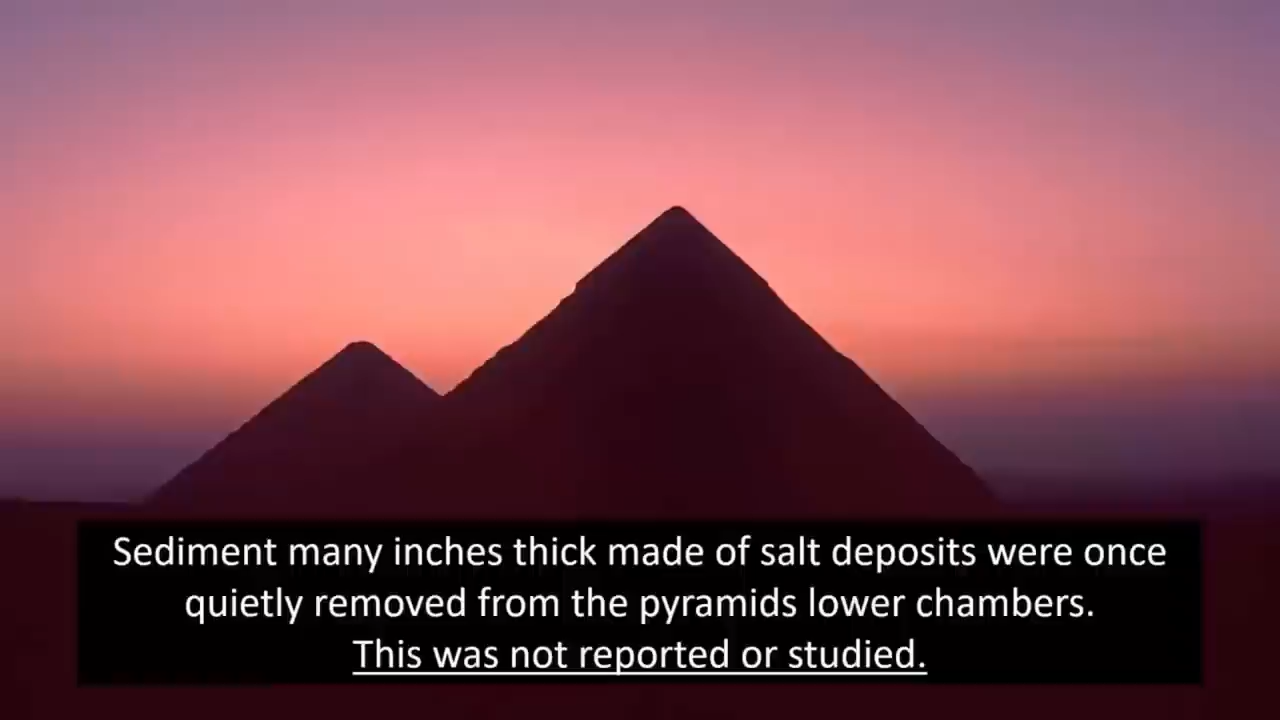 Sediment many inches thick made of salt deposits were once
quietly removed from the pyramids lower chambers.
This was not reported or studied.